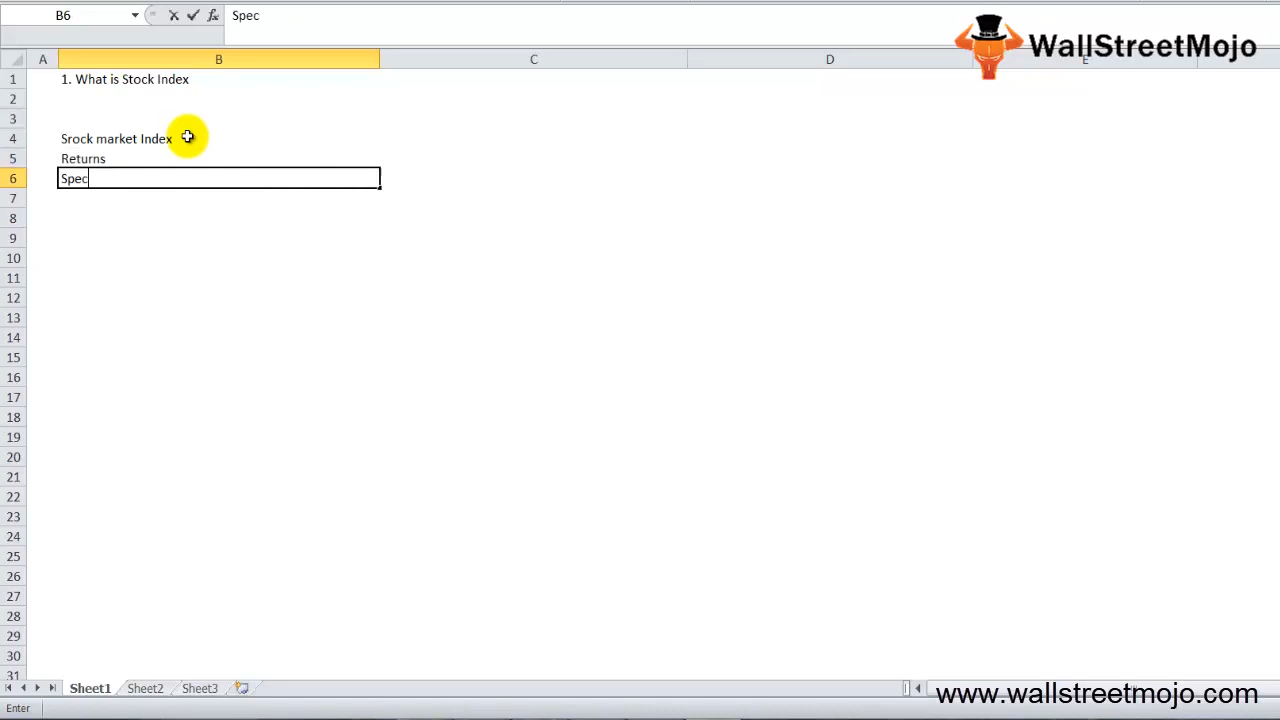 B6
fx
Spec
WallStreetMojo
A B C D E
1 1. What is Stock Index
2
3
4 Srock market Index
5 Returns
6 Spec
7
8
9
10
11
12
13
14
15
16
17
18
19
20
21
22
23
24
25
26
27
28
29
30
31
Sheet1 Sheet2 Sheet3
www.wallstreetmojo.com
Enter